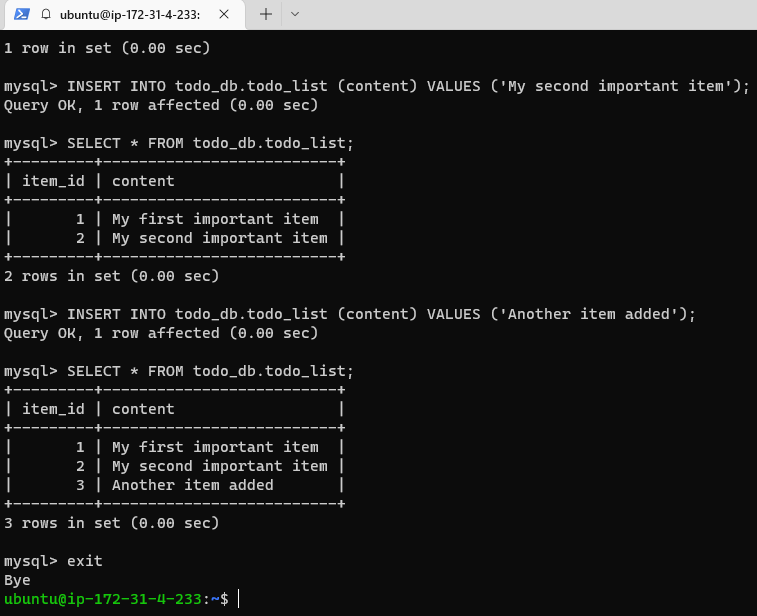 ubuntu@ip-172-31-4-233:
1 row in set (0.00 sec)
mysql> INSERT INTO todo_db.todo_list (content) VALUES ('My second important item');
Query OK, 1 row affected (0.00 sec)
mysql> SELECT * FROM todo_db.todo_list;
+---------+--------------------------+
| item_id | content                  |
+---------+--------------------------+
|       1 | My first important item  |
|       2 | My second important item |
+---------+--------------------------+
2 rows in set (0.00 sec)
mysql> INSERT INTO todo_db.todo_list (content) VALUES ('Another item added');
Query OK, 1 row affected (0.00 sec)
mysql> SELECT * FROM todo_db.todo_list;
+---------+--------------------------+
| item_id | content                  |
+---------+--------------------------+
|       1 | My first important item  |
|       2 | My second important item |
|       3 | Another item added       |
+---------+--------------------------+
3 rows in set (0.00 sec)
mysql> exit
Bye
ubuntu@ip-172-31-4-233:~$